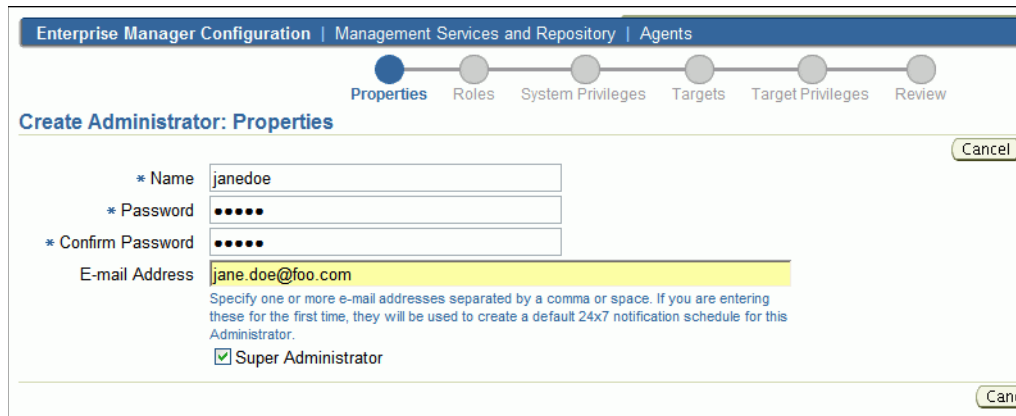 Enterprise Manager Configuration | Management Services and Repository | Agents
Properties Roles System Privileges Targets Target Privileges Review
Create Administrator: Properties
Cancel
* Name janedoe
* Password •••••
* Confirm Password •••••
E-mail Address jane.doe@foo.com
Specify one or more e-mail addresses separated by a comma or space. If you are entering
these for the first time, they will be used to create a default 24x7 notification schedule for this
Administrator.
Super Administrator